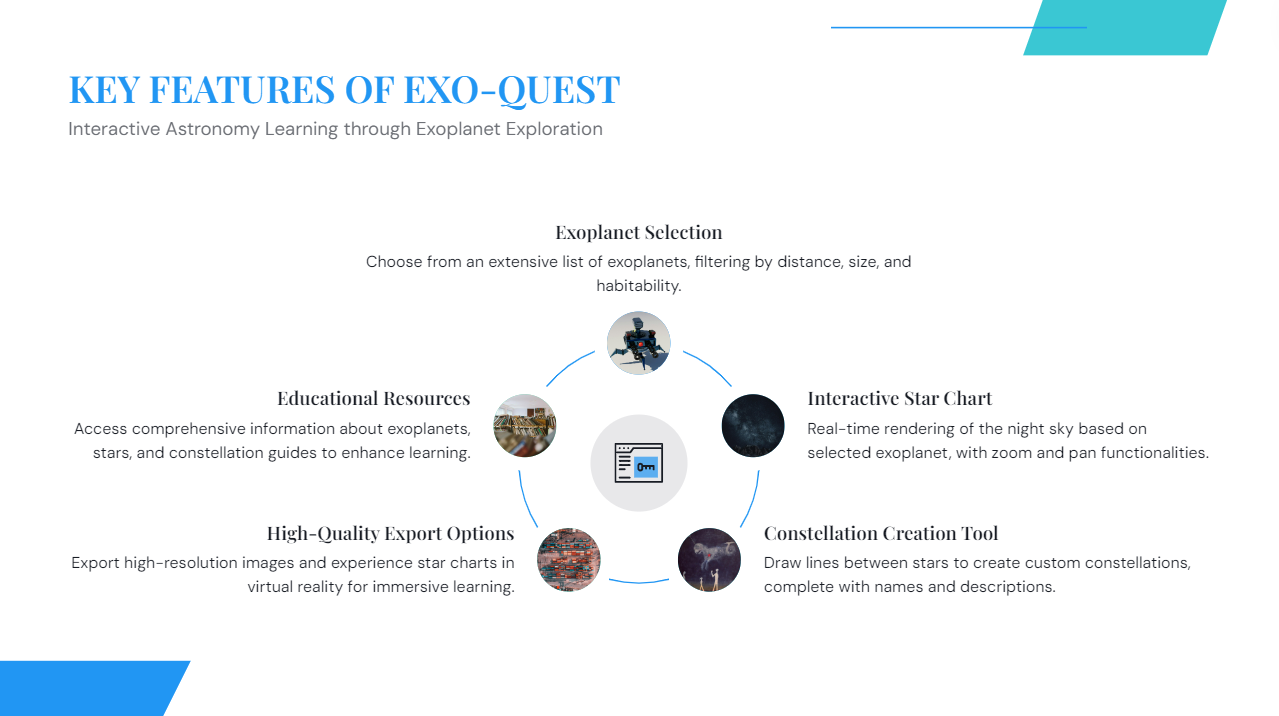 KEY FEATURES OF EXO-QUEST
Interactive Astronomy Learning through Exoplanet Exploration
Exoplanet Selection
Choose from an extensive list of exoplanets, filtering by distance, size, and
habitability.
Educational Resources
Access comprehensive information about exoplanets,
stars, and constellation guides to enhance learning.
Interactive Star Chart
Real-time rendering of the night sky based on
selected exoplanet, with zoom and pan functionalities.
High-Quality Export Options
Export high-resolution images and experience star charts in
virtual reality for immersive learning.
Constellation Creation Tool
Draw lines between stars to create custom constellations,
complete with names and descriptions.